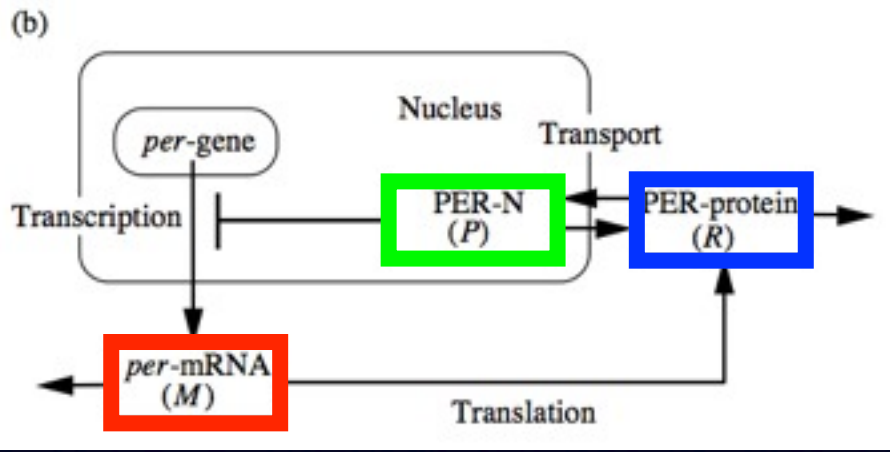 (b)
Nucleus
per-gene
Transport
Transcription
PER-N
(P)
PER-protein
(R)
per-mRNA
(M)
Translation